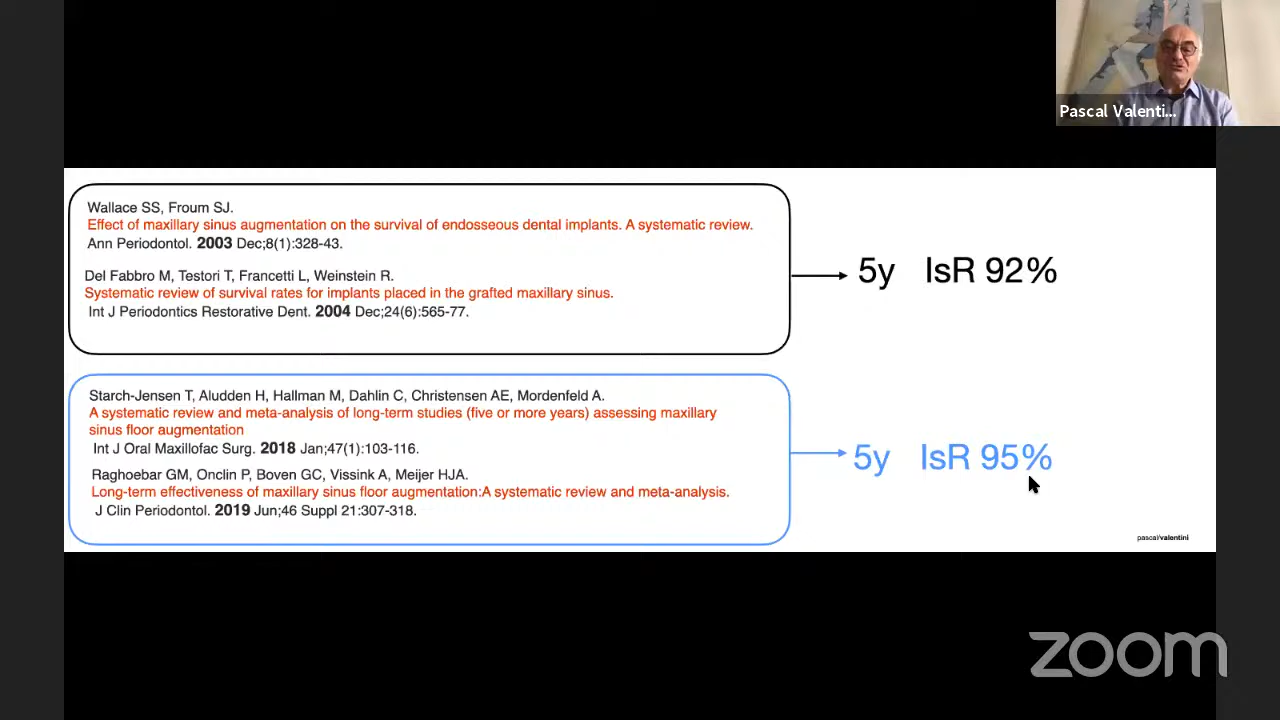 Pascal Valenti...
Wallace SS, Froum SJ.
Effect of maxillary sinus augmentation on the survival of endosseous dental implants. A systematic review.
Ann Periodontol. 2003 Dec;8(1):328-43.
Del Fabbro M, Testori T, Francetti L, Weinstein R.
Systematic review of survival rates for implants placed in the grafted maxillary sinus.
Int J Periodontics Restorative Dent. 2004 Dec;24(6):565-77.
5y IsR 92%
Starch-Jensen T, Aludden H, Hallman M, Dahlin C, Christensen AE, Mordenfeld A.
A systematic review and meta-analysis of long-term studies (five or more years) assessing maxillary
sinus floor augmentation
Int J Oral Maxillofac Surg. 2018 Jan;47(1):103-116.
Raghoebar GM, Onclin P, Boven GC, Vissink A, Meijer HJA.
Long-term effectiveness of maxillary sinus floor augmentation:A systematic review and meta-analysis.
J Clin Periodontol. 2019 Jun;46 Suppl 21:307-318.
5y IsR 95%
pascal/valentini
zoom